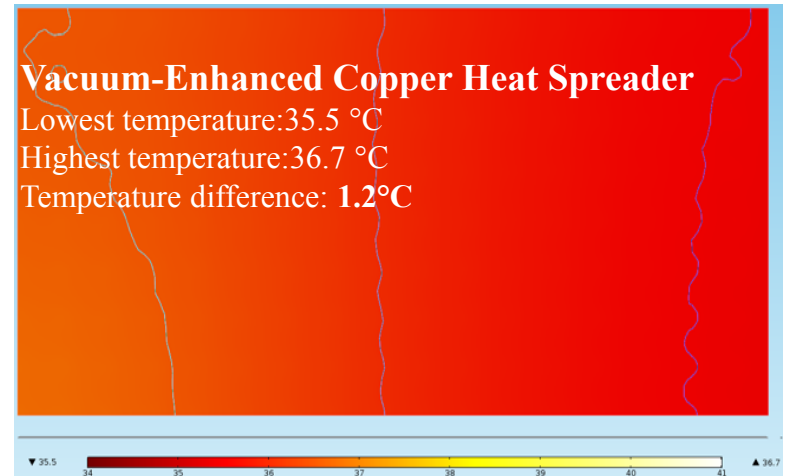 Vacuum-Enhanced Copper Heat Spreader
Lowest temperature:35.5 °C
Highest temperature:36.7 °C
Temperature difference: 1.2°C
▼ 35.5 34 35 36 37 38 39 40 41 ▲ 36.7